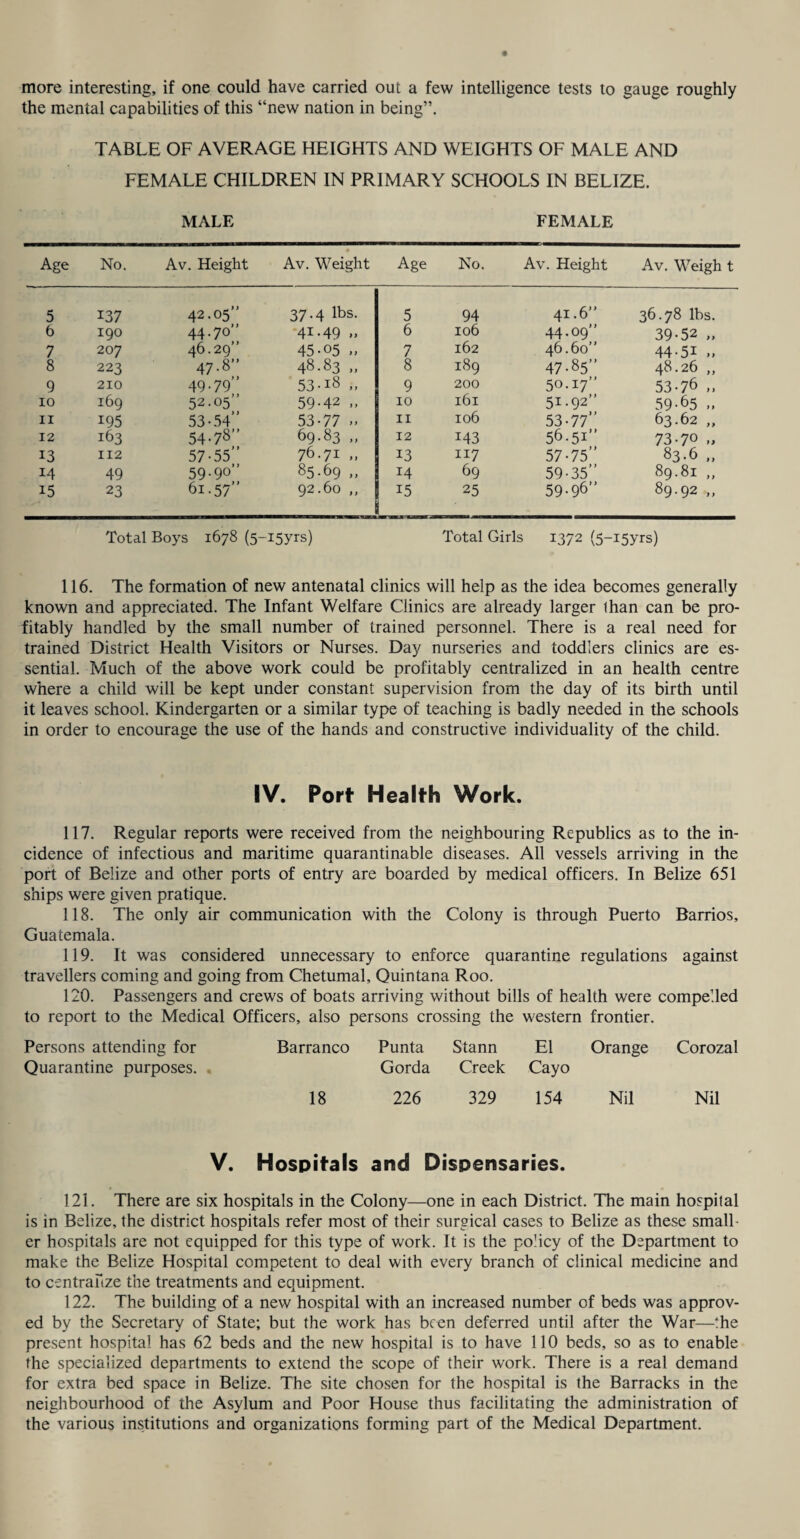 more interesting, if one could have carried out a few intelligence tests to gauge roughly
the mental capabilities of this “new nation in being”.
TABLE OF AVERAGE HEIGHTS AND WEIGHTS OF MALE AND
FEMALE CHILDREN IN PRIMARY SCHOOLS IN BELIZE.
MALE FEMALE
Age No. Av. Height Av. Weight Age No. Av. Height Av. Weigh t
5 137 42.05” 37.4 lbs. 5 94 41.6” 36.78 lbs.
6 190 44.70” 41.49 ,, 6 106 44.09” 39.52 ,,
7 207 46.29” 45.05 ,, 7 162 46.60” 44.51 ,,
8 223 47.8” 48.83 ,, 8 189 47.85” 48.26 ,,
9 210 49.79” 53.18 ,, 9 200 50.17” 53.76 ,,
10 169 52.05” 59.42 ,, 10 161 51.92” 59.65 ,,
11 195 53.54” 53.77 ,, 11 106 53.77” 63.62 ,,
12 163 54.78” 69.83 ,, 12 143 56.51” 73.70 ,,
13 112 57.55” 76.71 ,, 13 117 57.75” 83.6 ,,
14 49 59.90” 85.69 ,, 14 69 59.35” 89.81 ,,
15 23 61.57” 92.60 ,, 15 25 59.96” 89.92 ,,
Total Boys 1678 (5-15yrs) Total Girls 1372 (5-15yrs)
116. The formation of new antenatal clinics will help as the idea becomes generally
known and appreciated. The Infant Welfare Clinics are already larger than can be pro-
fitably handled by the small number of trained personnel. There is a real need for
trained District Health Visitors or Nurses. Day nurseries and toddlers clinics are es-
sential. Much of the above work could be profitably centralized in an health centre
where a child will be kept under constant supervision from the day of its birth until
it leaves school. Kindergarten or a similar type of teaching is badly needed in the schools
in order to encourage the use of the hands and constructive individuality of the child.
IV. Port Health Work.
117. Regular reports were received from the neighbouring Republics as to the in-
cidence of infectious and maritime quarantinable diseases. All vessels arriving in the
port of Belize and other ports of entry are boarded by medical officers. In Belize 651
ships were given pratique.
118. The only air communication with the Colony is through Puerto Barrios,
Guatemala.
119. It was considered unnecessary to enforce quarantine regulations against
travellers coming and going from Chetumal, Quintana Roo.
120. Passengers and crews of boats arriving without bills of health were compelled
to report to the Medical Officers, also persons crossing the western frontier.
Persons attending for Barranco Punta Stann El Orange Corozal
Quarantine purposes. Gorda Creek Cayo
18 226 329 154 Nil Nil
V. Hospitals and Dispensaries.
121. There are six hospitals in the Colony—one in each District. The main hospital
is in Belize, the district hospitals refer most of their surgical cases to Belize as these small-
er hospitals are not equipped for this type of work. It is the policy of the Department to
make the Belize Hospital competent to deal with every branch of clinical medicine and
to centralize the treatments and equipment.
122. The building of a new hospital with an increased number of beds was approv-
ed by the Secretary of State; but the work has been deferred until after the War—the
present hospital has 62 beds and the new hospital is to have 110 beds, so as to enable
the specialized departments to extend the scope of their work. There is a real demand
for extra bed space in Belize. The site chosen for the hospital is the Barracks in the
neighbourhood of the Asylum and Poor House thus facilitating the administration of
the various institutions and organizations forming part of the Medical Department.